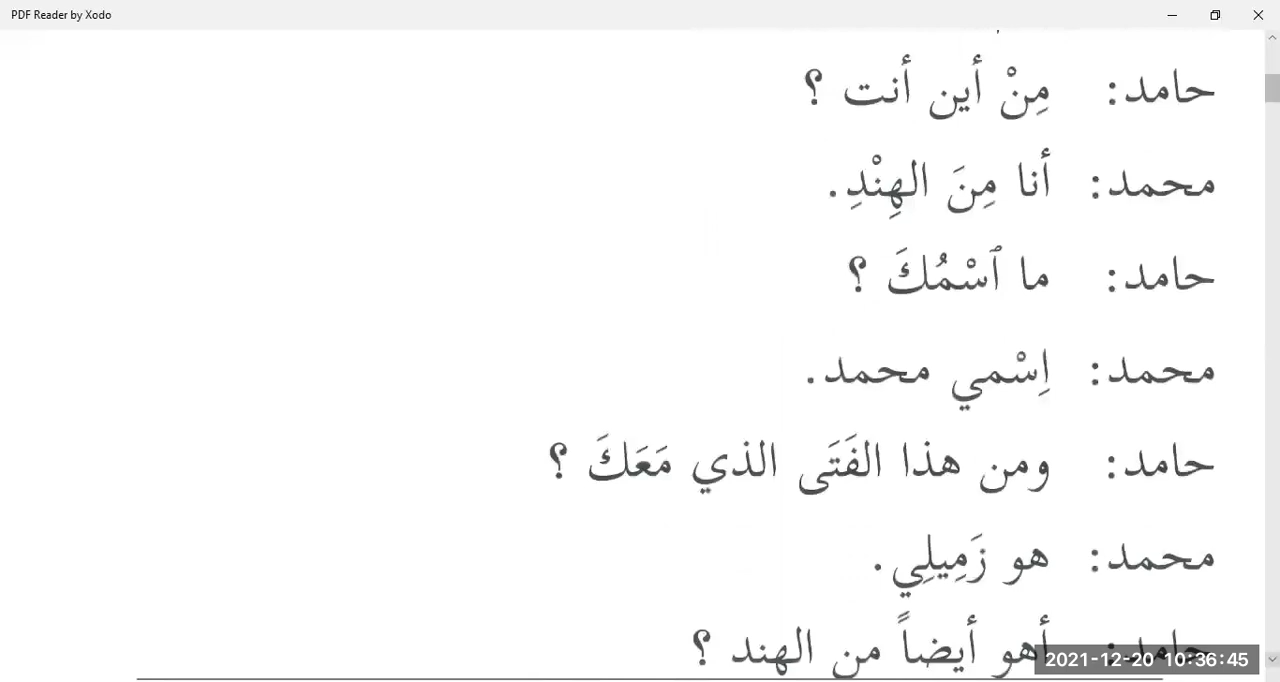 PDF Reader by Xodo
حامد: مِنْ أين أنت ؟
محمد: أنا مِنَ الهِنْدِ.
حامد: ما ٱسْمُكَ ؟
محمد: اِسْمي محمد.
حامد: ومن هذا الفَتَى الذي مَعَكَ ؟
محمد: هو زَمِيلِي.
حامد: أهو أيضاً من الهند ؟
2021-12-20 10:36:45